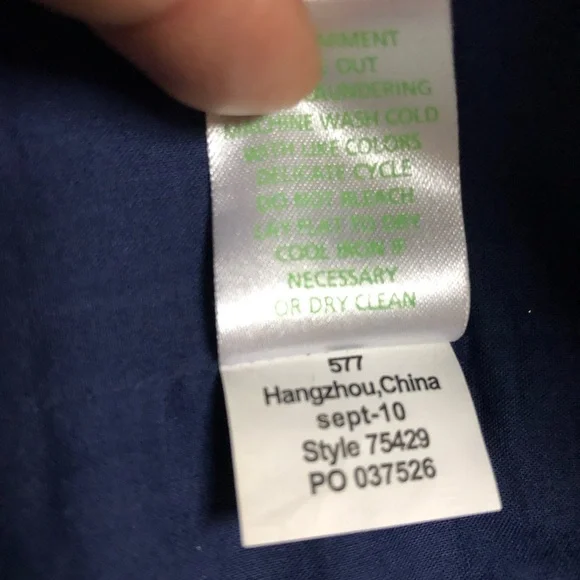 OUT
MACHINE WASH COLD
WITH LIKE COLORS
DELICATE CYCLE
DO NOT BLEACH
LAY FLAT TO DRY
COOL IRON IF
NECESSARY
OR DRY CLEAN
577
Hangzhou,China
sept-10
Style 75429
PO 037526